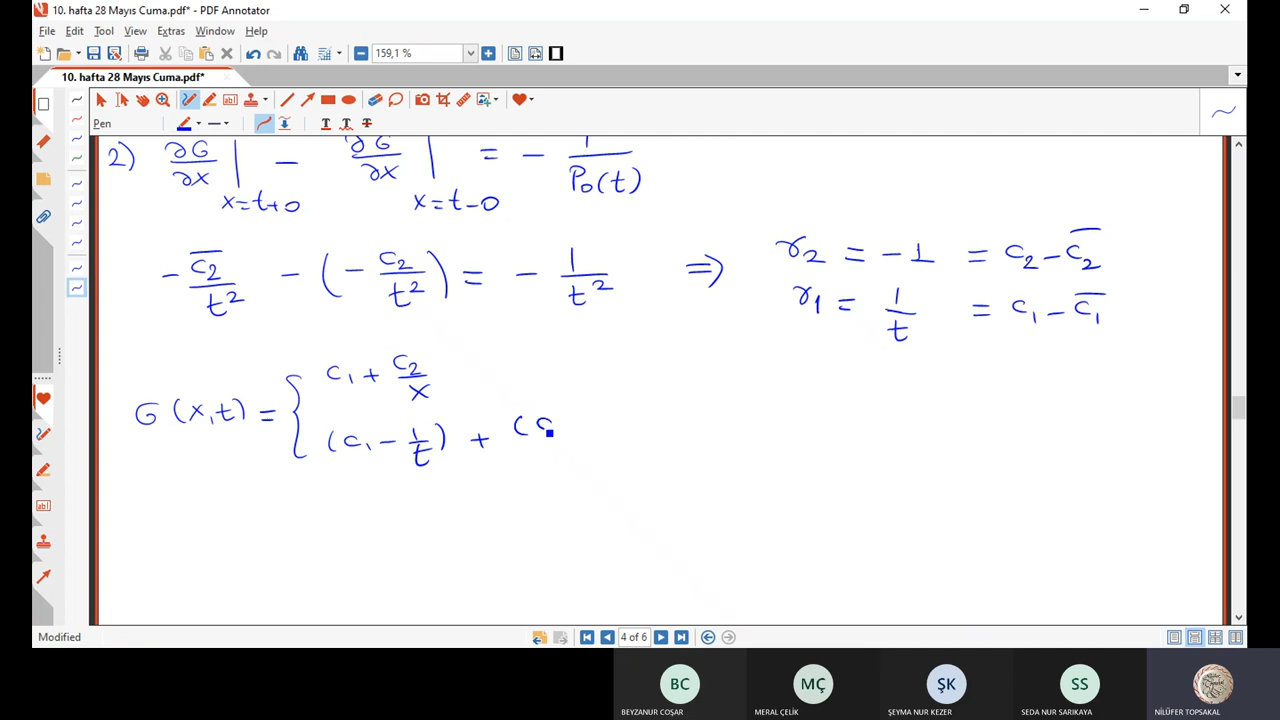 10. hafta 28 Mayıs Cuma.pdf* - PDF Annotator
File Edit Tool View Extras Window Help
159,1 %
10. hafta 28 Mayıs Cuma.pdf*
Pen
2) ∂G/∂x |x=t+0 − ∂G/∂x |x=t−0 = − 1/P₀(t)
− c̄₂/t² − (− c₂/t²) = − 1/t² ⇒ γ₂ = −1 = c₂ − c̄₂
γ₁ = 1/t = c₁ − c̄₁
G(x,t) = { c₁ + c₂/x
(c₁ − 1/t) + (c
Modified
4 of 6
BC MÇ ŞK SS
BEYZANUR COŞAR MERAL ÇELİK ŞEYMA NUR KEZER SEDA NUR SARIKAYA NİLÜFER TOPSAKAL